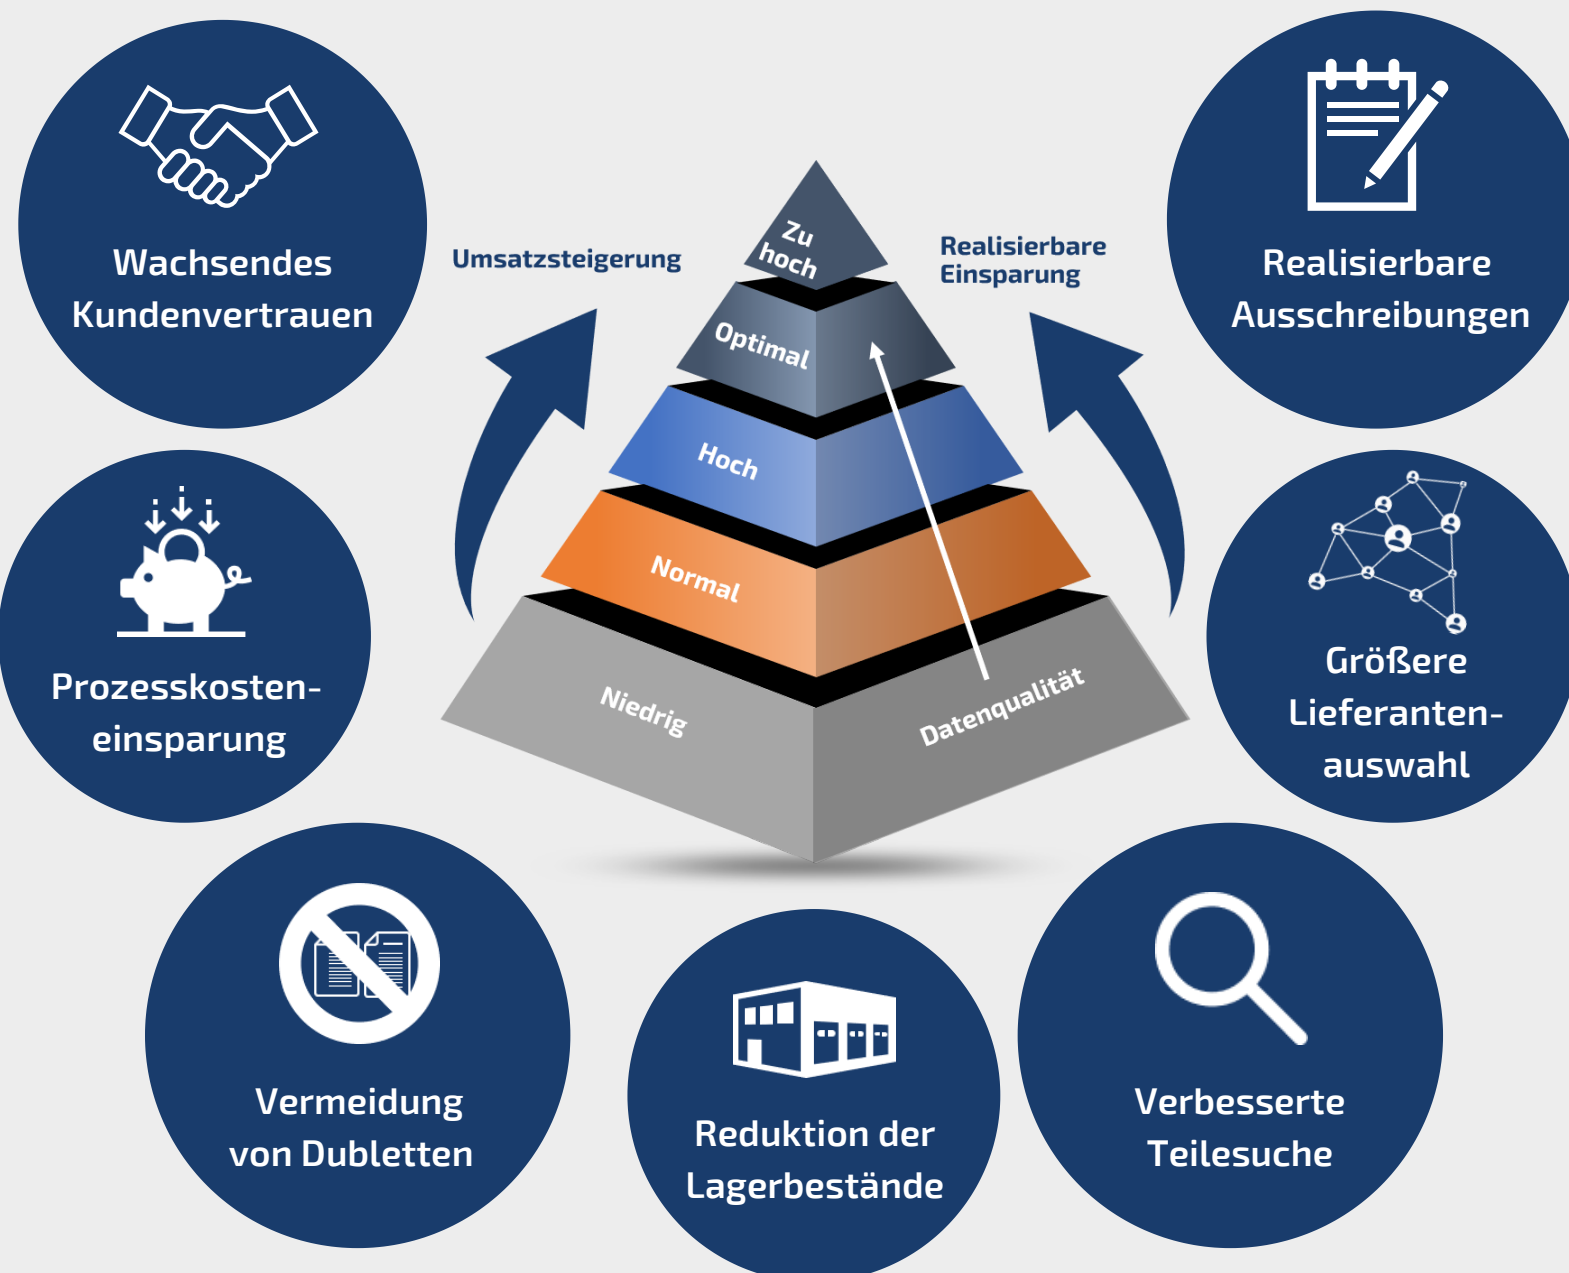 Wachsendes
Kundenvertrauen
Realisierbare
Ausschreibungen
Umsatzsteigerung
Realisierbare
Einsparung
Zu
hoch
Optimal
Hoch
Normal
Niedrig
Datenqualität
Prozesskosten-
einsparung
Größere
Lieferanten-
auswahl
Vermeidung
von Dubletten
Reduktion der
Lagerbestände
Verbesserte
Teilesuche